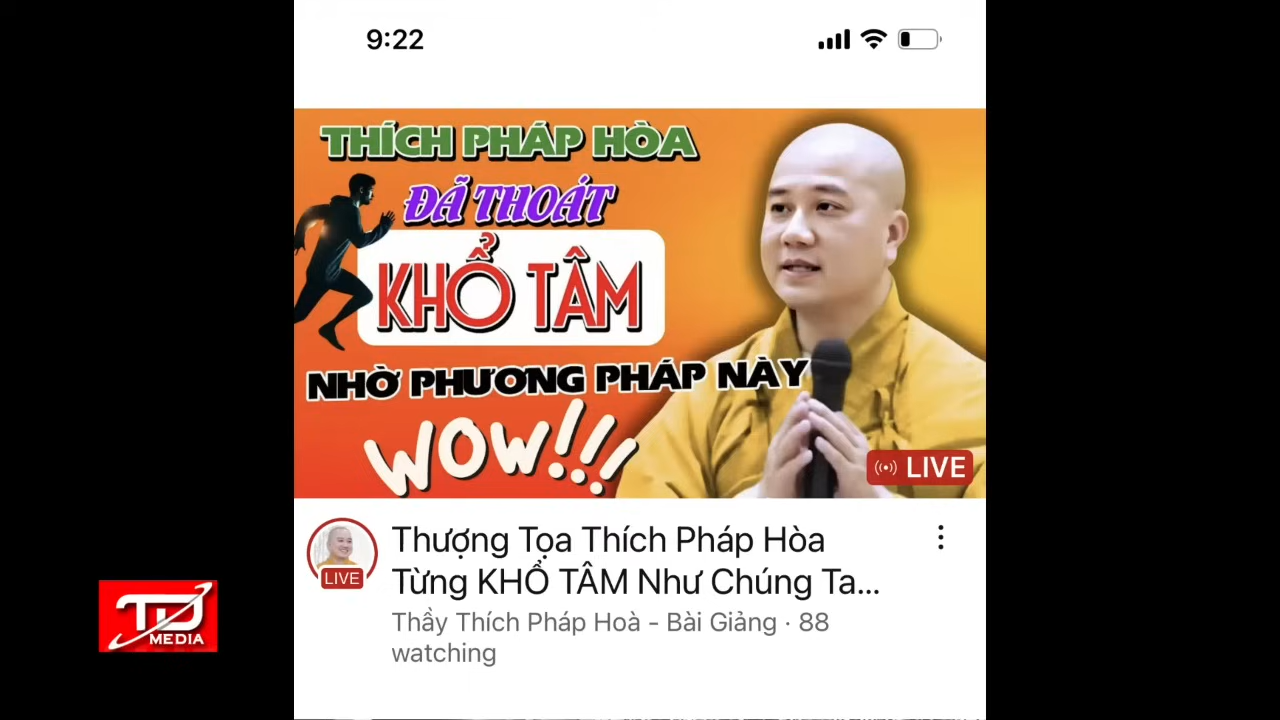 9:22
THÍCH PHÁP HÒA
ĐÃ THOÁT
KHỔ TÂM
NHỜ PHƯƠNG PHÁP NÀY
WOW!!!
LIVE
Thượng Tọa Thích Pháp Hòa
Từng KHỔ TÂM Như Chúng Ta...
LIVE
Thầy Thích Pháp Hoà - Bài Giảng · 88
watching
TD
MEDIA